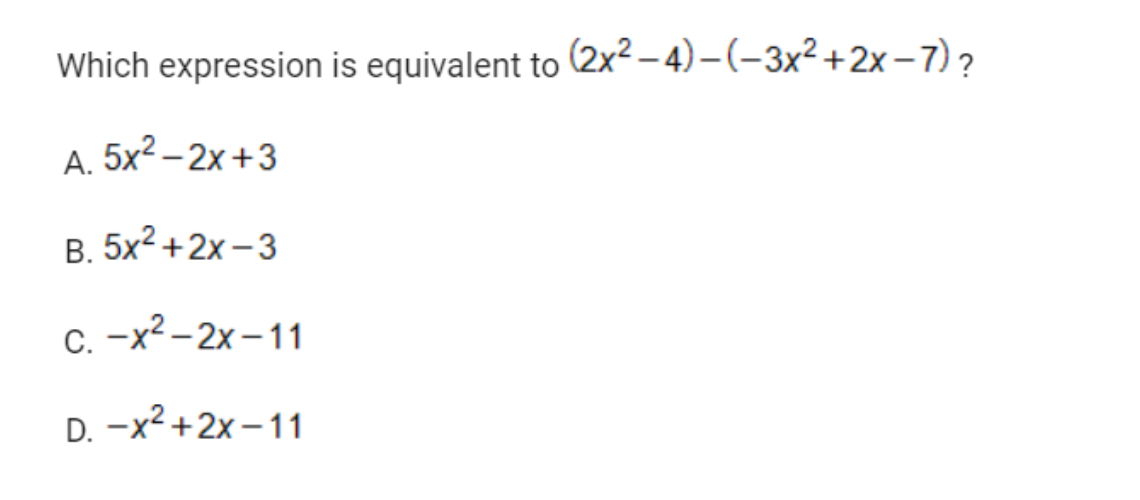 Which expression is equivalent to (2x² – 4) – (–3x² + 2x – 7) ?
A. 5x² – 2x + 3
B. 5x² + 2x – 3
C. –x² – 2x – 11
D. –x² + 2x – 11